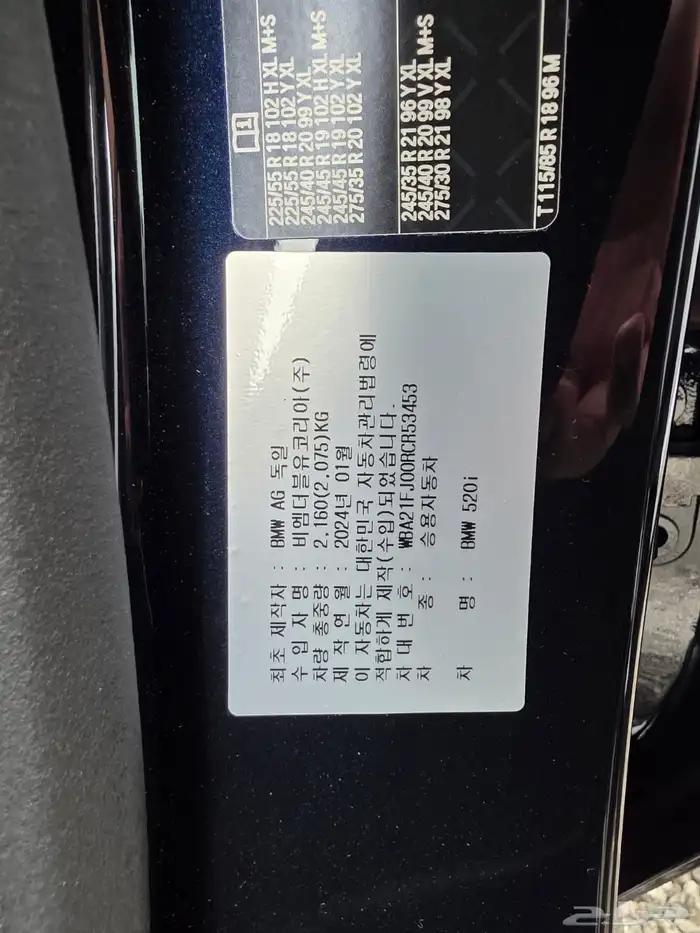 225/55 R 18 102 H XL M+S
225/55 R 18 102 Y XL
245/40 R 20 99 Y XL
245/45 R 19 102 H XL M+S
245/45 R 19 102 Y XL
275/35 R 20 102 Y XL
245/35 R 21 96 Y XL
245/40 R 20 99 V XL M+S
275/30 R 21 98 Y XL
T 115/85 R 18 96 M
최초 제작자 : BMW AG 독일
수 입 자 명 : 비엠더블유코리아(주)
차량 총중량 : 2,160(2,075)KG
제 작 연 월 : 2024년 01월
이 자동차는 대한민국 자동차관리법령에
적합하게 제작(수입)되었습니다.
차 대 번 호 : WBA21FJ00RCR53453
차 종 : 승용자동차
차 명 : BMW 520i